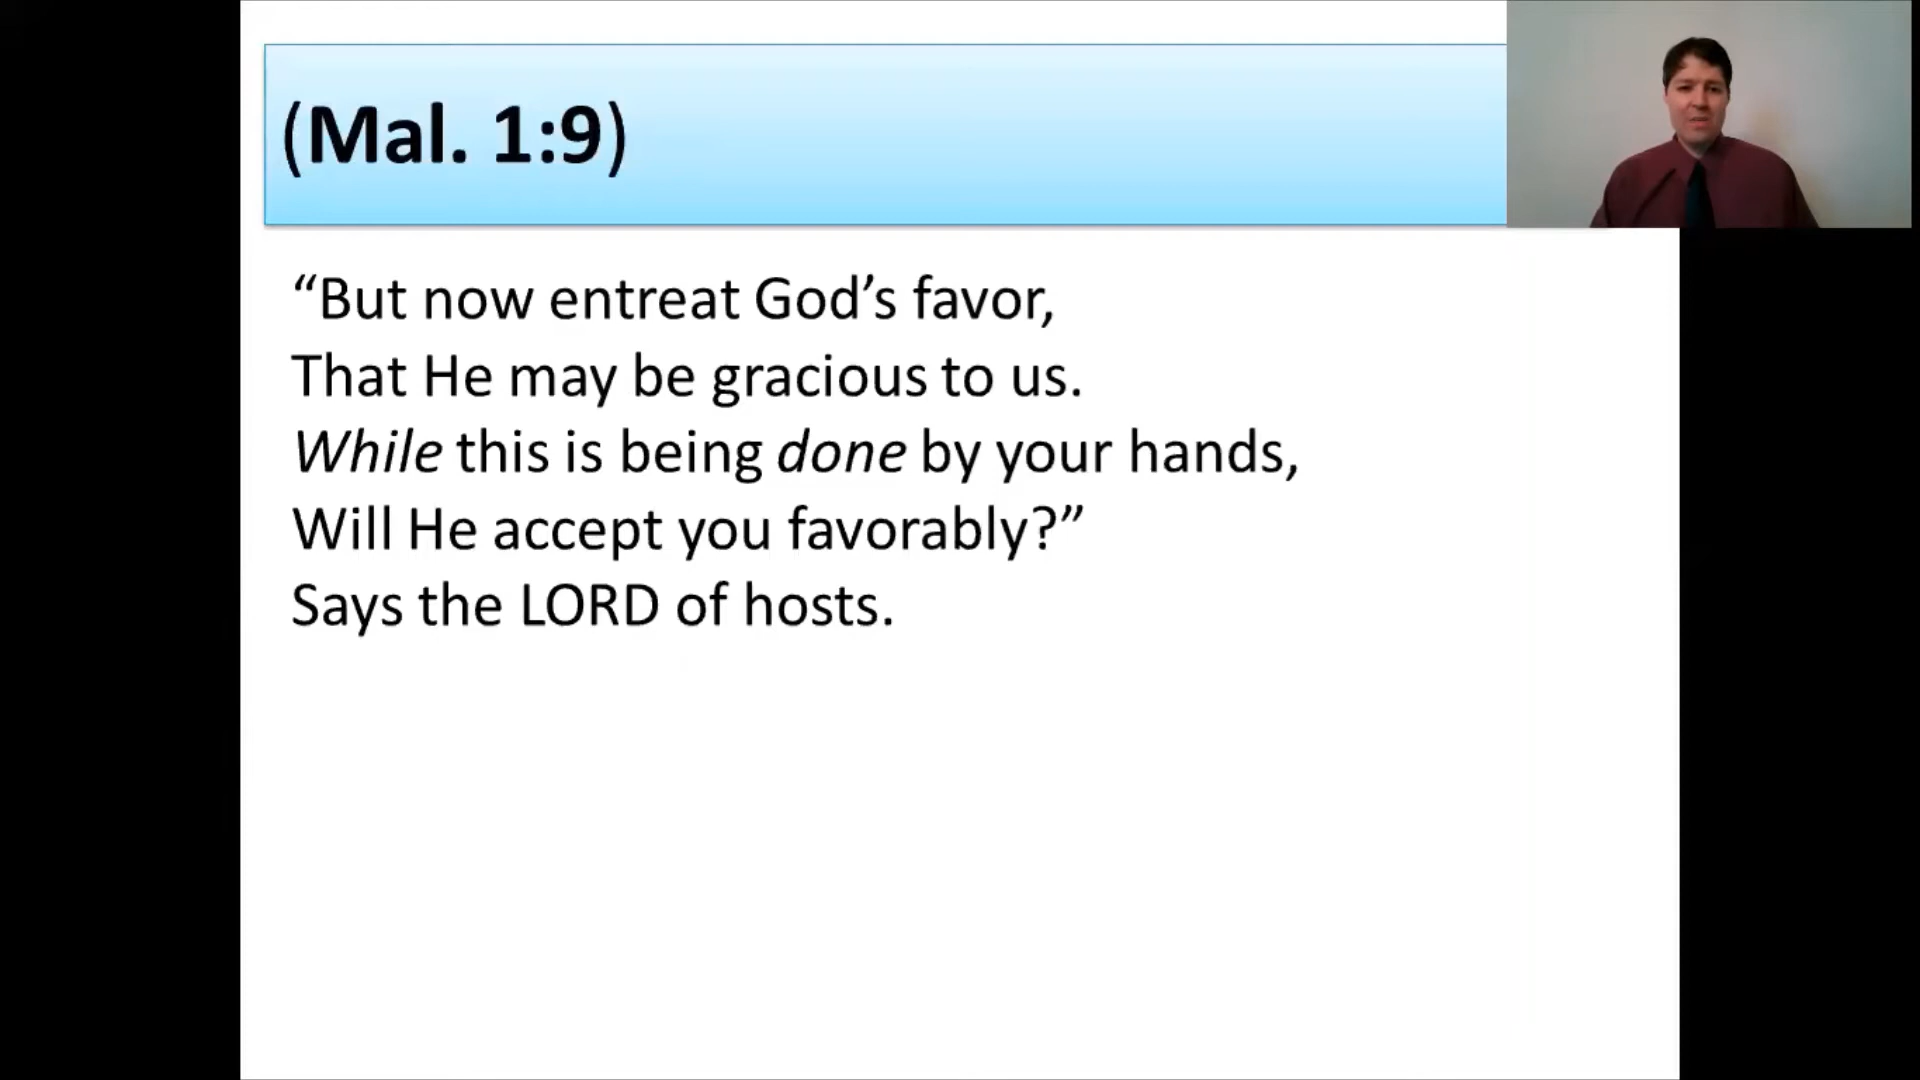 (Mal. 1:9)
“But now entreat God’s favor,
That He may be gracious to us.
While this is being done by your hands,
Will He accept you favorably?”
Says the LORD of hosts.